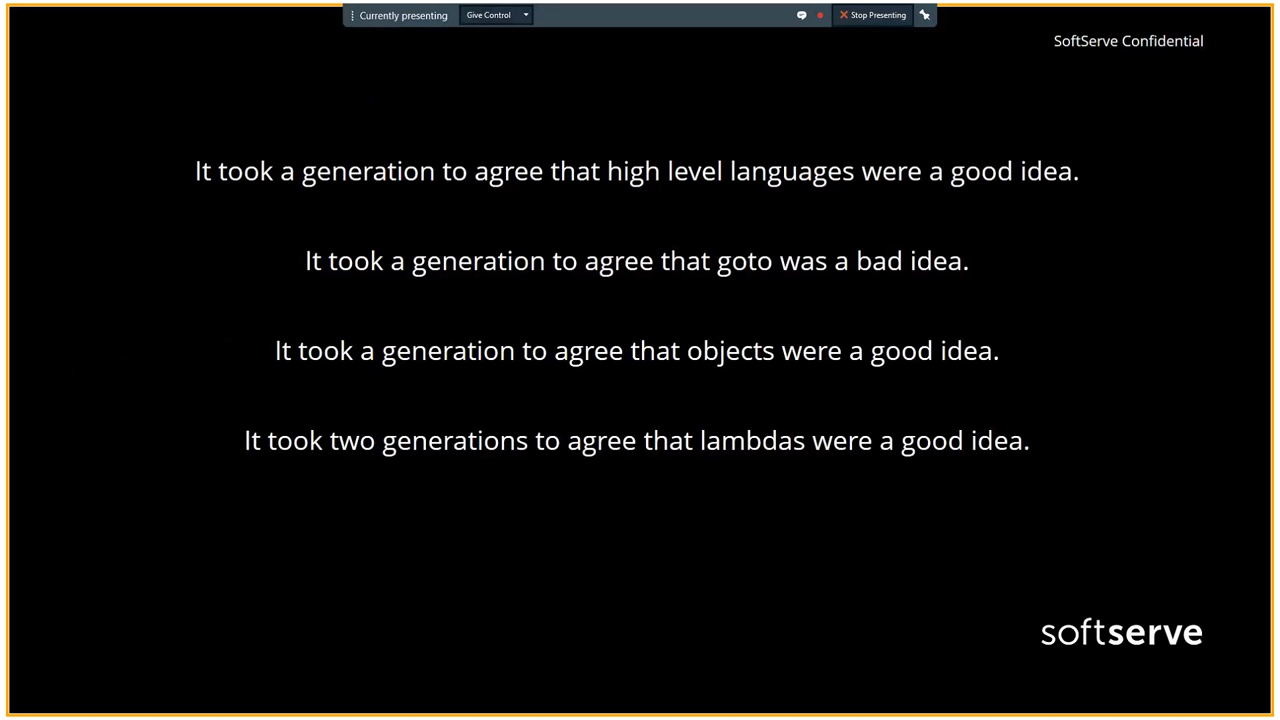 Currently presenting Give Control Stop Presenting
SoftServe Confidential
It took a generation to agree that high level languages were a good idea.
It took a generation to agree that goto was a bad idea.
It took a generation to agree that objects were a good idea.
It took two generations to agree that lambdas were a good idea.
softserve